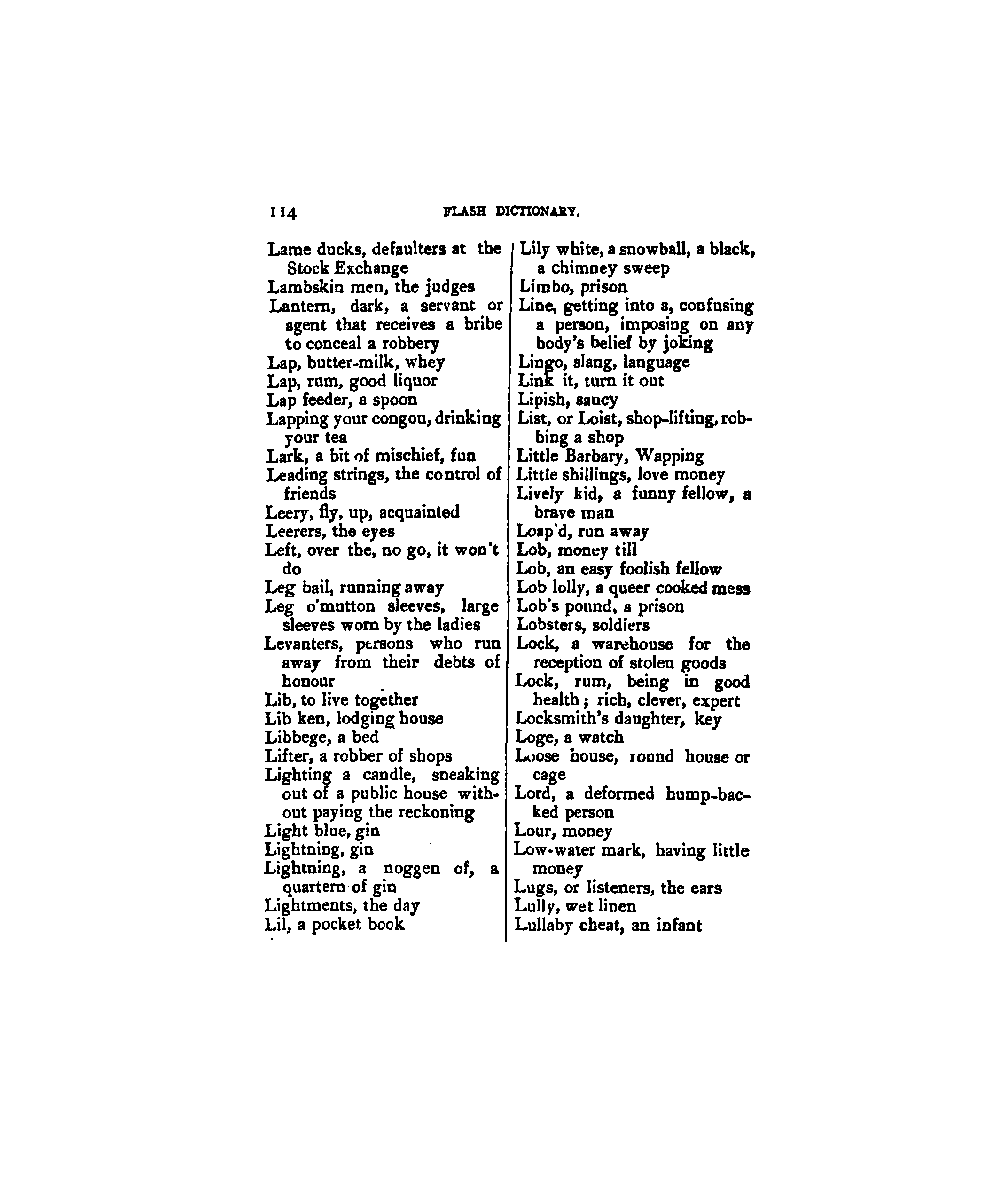 114 FLASH DICTIONARY.
Lame ducks, defaulters at the
Stock Exchange
Lambskin men, the judges
Lantern, dark, a servant or
agent that receives a bribe
to conceal a robbery
Lap, butter-milk, whey
Lap, rum, good liquor
Lap feeder, a spoon
Lapping your congou, drinking
your tea
Lark, a bit of mischief, fun
Leading strings, the control of
friends
Leery, fly, up, acquainted
Leerers, the eyes
Left, over the, no go, it won't
do
Leg bail, running away
Leg o'mutton sleeves, large
sleeves worn by the ladies
Levanters, persons who run
away from their debts of
honour
Lib, to live together
Lib ken, lodging house
Libbege, a bed
Lifter, a robber of shops
Lighting a candle, sneaking
out of a public house with-
out paying the reckoning
Light blue, gin
Lightning, gin
Lightning, a noggen of, a
quartern of gin
Lightments, the day
Lil, a pocket book
Lily white, a snowball, a black,
a chimney sweep
Limbo, prison
Line, getting into a, confusing
a person, imposing on any
body's belief by joking
Lingo, slang, language
Link it, turn it out
Lipish, saucy
List, or Loist, shop-lifting, rob-
bing a shop
Little Barbary, Wapping
Little shillings, love money
Lively kid, a funny fellow, a
brave man
Loap'd, run away
Lob, money till
Lob, an easy foolish fellow
Lob lolly, a queer cooked mess
Lob's pound, a prison
Lobsters, soldiers
Lock, a warehouse for the
reception of stolen goods
Lock, rum, being in good
health; rich, clever, expert
Locksmith's daughter, key
Loge, a watch
Loose house, round house or
cage
Lord, a deformed hump-bac-
ked person
Lour, money
Low-water mark, having little
money
Lugs, or listeners, the ears
Lully, wet linen
Lullaby cheat, an infant